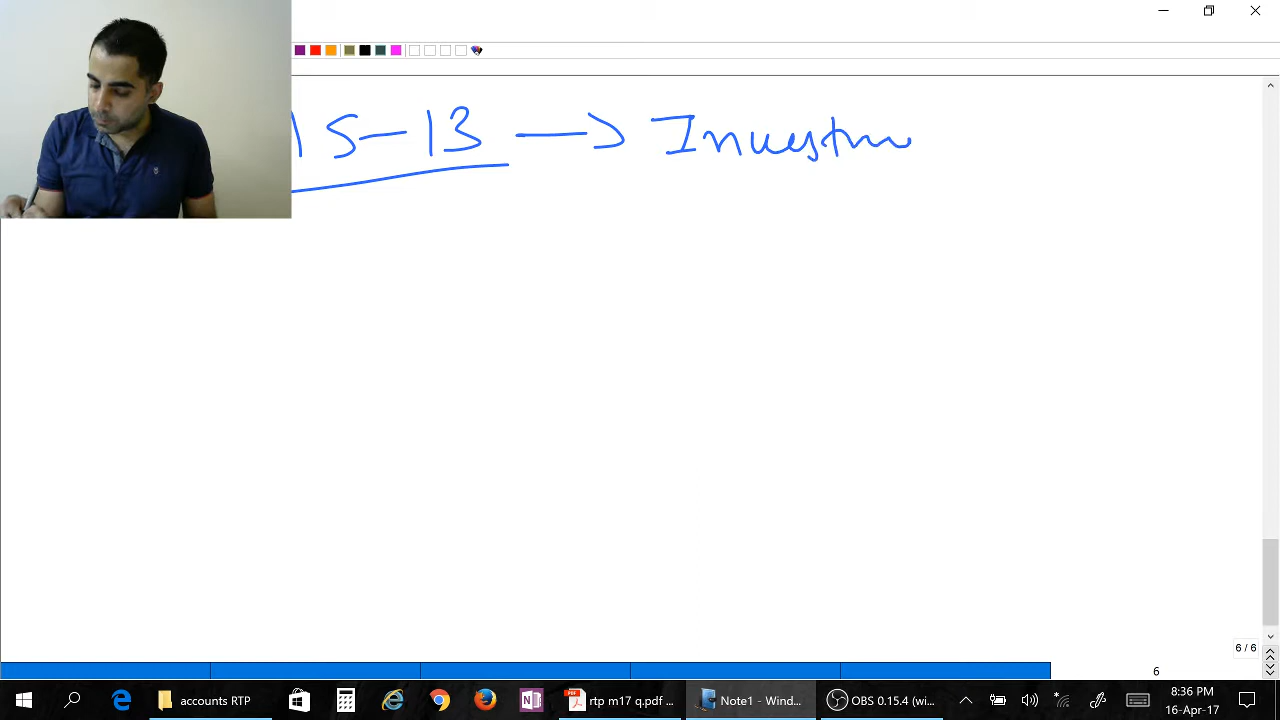 1S-13 → Investm
6 / 6
6
accounts RTP
rtp m17 q.pdf ...
Note1 - Wind...
OBS 0.15.4 (wi...
8:36 PM
16-Apr-17